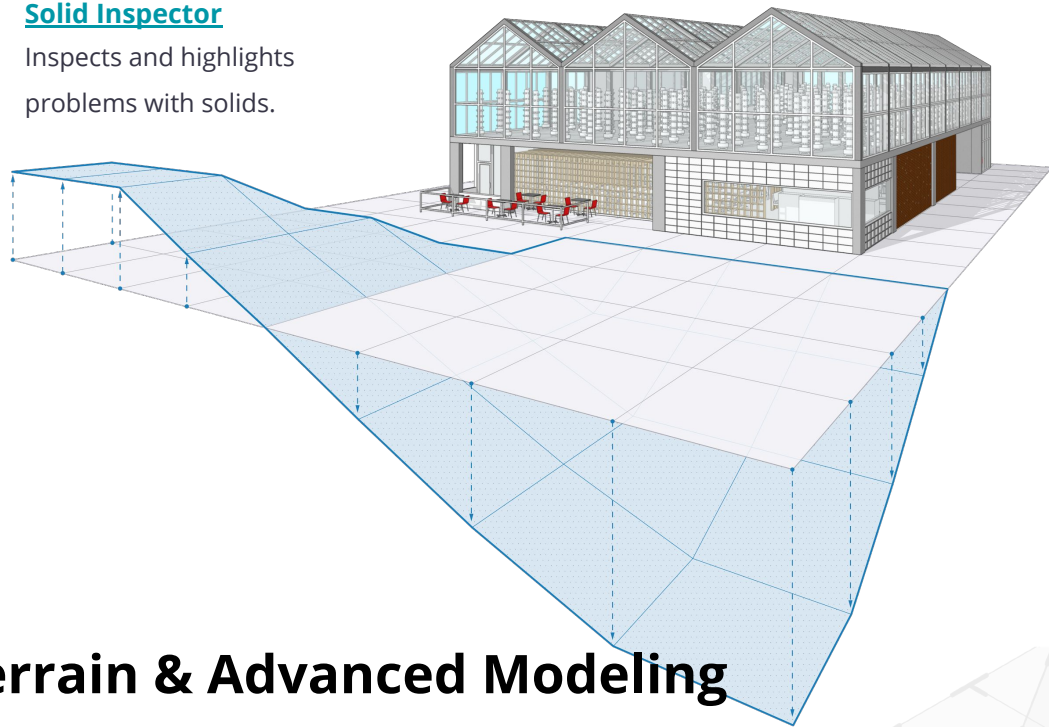 Solid Inspector
Inspects and highlights
problems with solids.
errain & Advanced Modeling